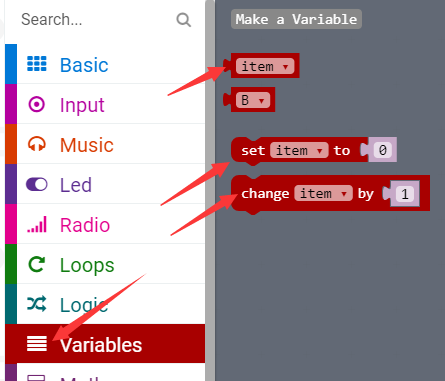 Search...
Basic
Input
Music
Led
Radio
Loops
Logic
Variables
Math
Make a Variable
item
B
set item to 0
change item by 1